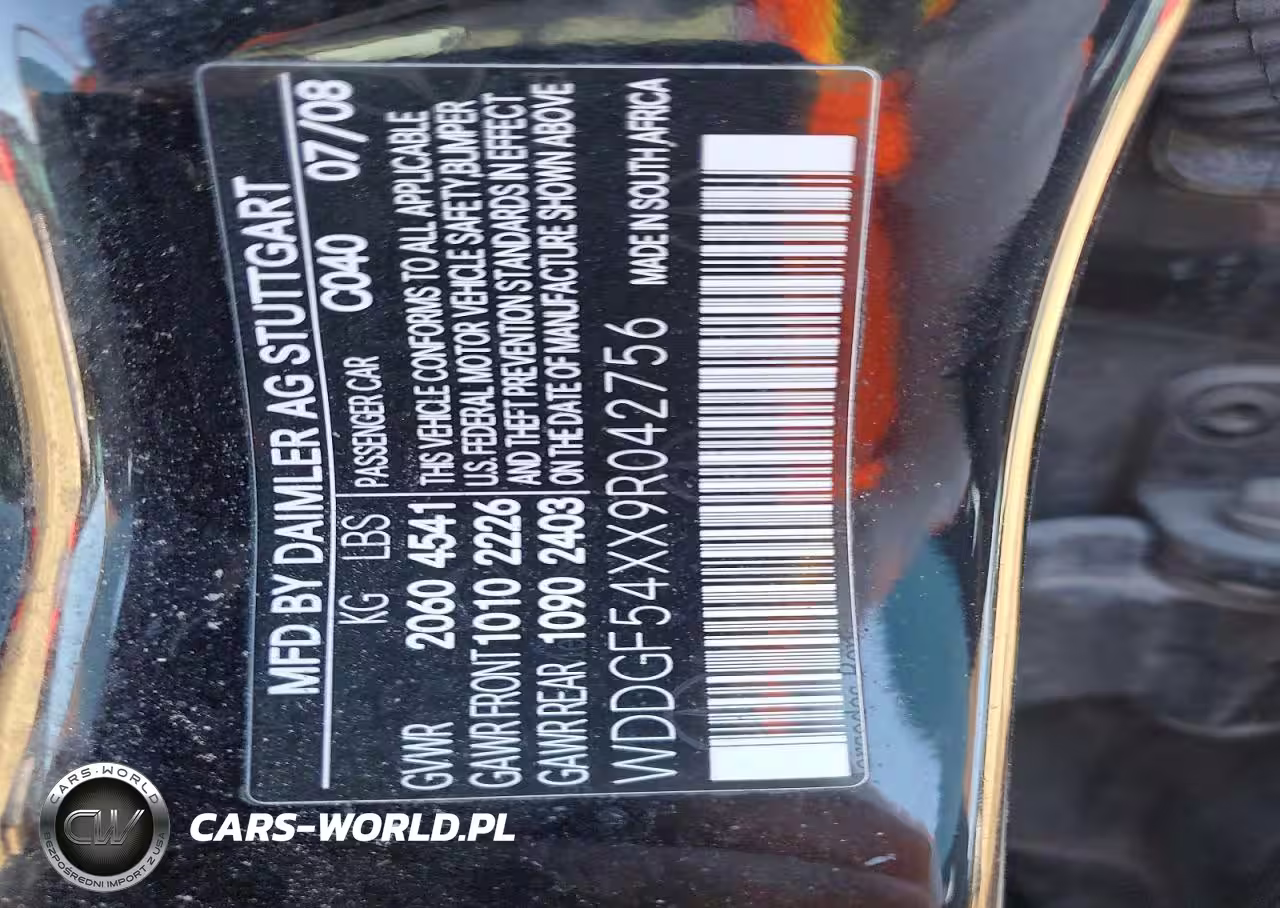 MFD BY DAIMLER AG STUTTGART
KG LBS PASSENGER CAR C040 07/08
GVWR 2060 4541 THIS VEHICLE CONFORMS TO ALL APPLICABLE
GAWR FRONT 1010 2226 U.S. FEDERAL MOTOR VEHICLE SAFETY BUMPER
AND THEFT PREVENTION STANDARDS IN EFFECT
GAWR REAR 1090 2403 ON THE DATE OF MANUFACTURE SHOWN ABOVE
WDDGF54XX9R042756 MADE IN SOUTH AFRICA
CARS-WORLD
CW
BEZPOŚREDNI IMPORT Z USA
CARS-WORLD.PL